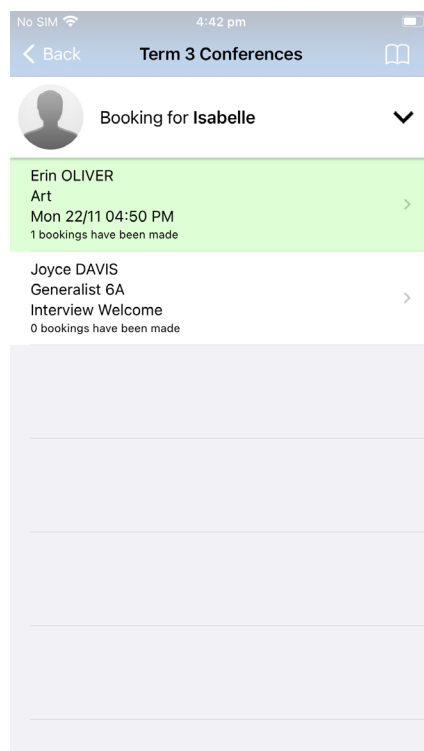 No SIM 4:42 pm
Back Term 3 Conferences
Booking for Isabelle
Erin OLIVER
Art
Mon 22/11 04:50 PM
1 bookings have been made
Joyce DAVIS
Generalist 6A
Interview Welcome
0 bookings have been made